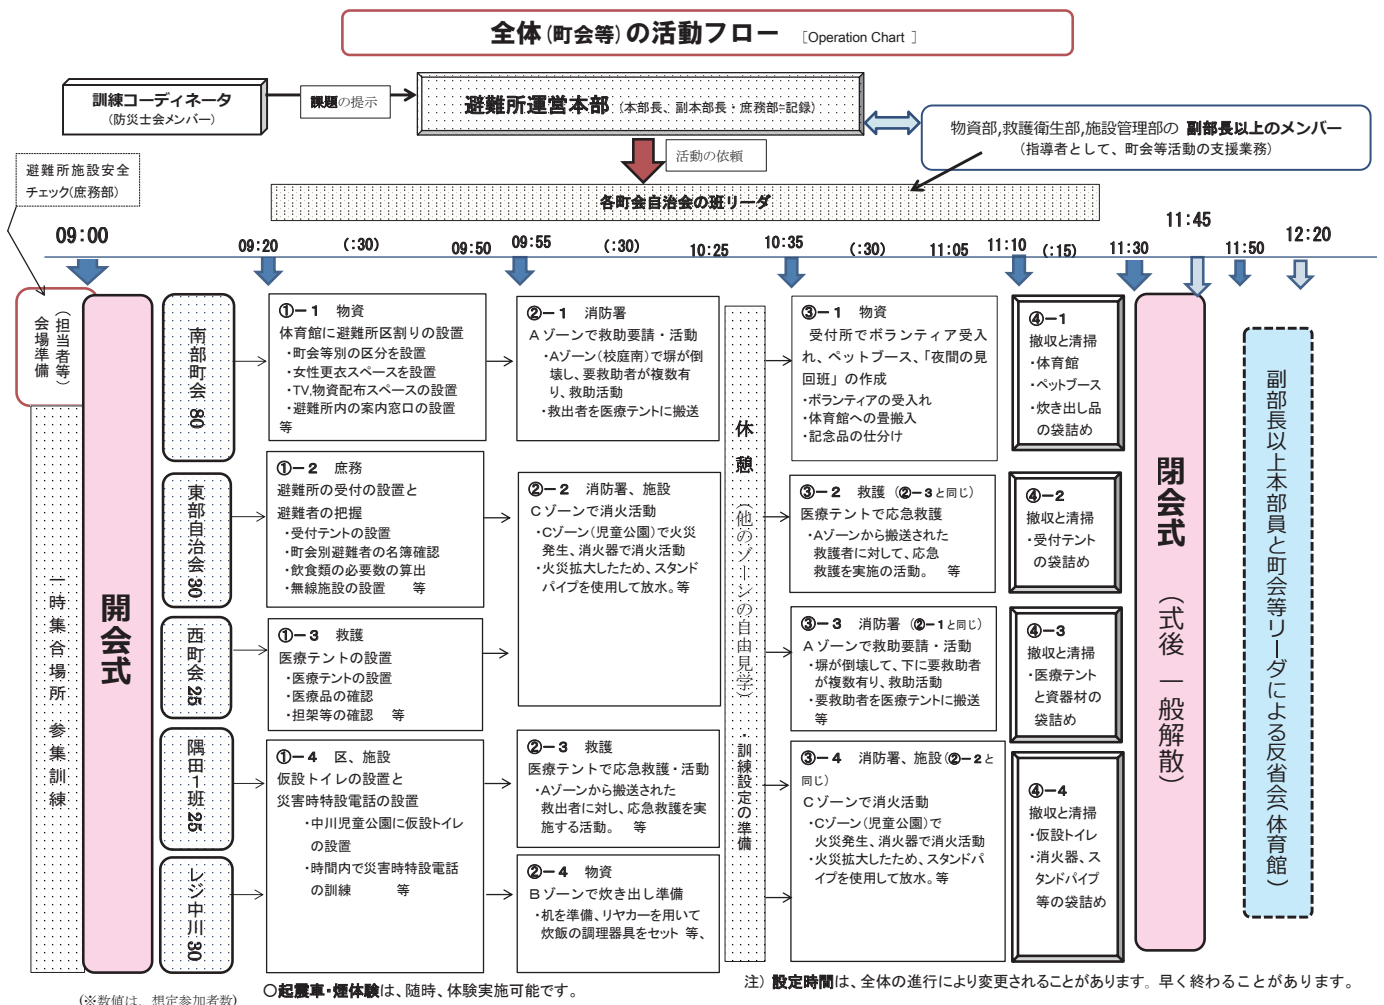 全体(町会等)の活動フロー [Operation Chart ]
訓練コーディネータ
(防災士会メンバー)
課題の提示
避難所運営本部 (本部長、副本部長・庶務部=記録)
物資部,救護衛生部,施設管理部の 副部長以上のメンバー
(指導者として、町会等活動の支援業務)
活動の依頼
避難所施設安全
チェック(庶務部)
各町会自治会の班リーダ
09:00
09:20
(:30)
09:50
09:55
(:30)
10:25
10:35
(:30)
11:05
11:10
(:15)
11:30
11:45
11:50
12:20
(担当者等)
会場準備
一時集合場所 参集訓練
開会式
南部町会 80
東部自治会 30
西町会 25
隅田1班 25
レジ中川 30
①-1 物資
体育館に避難所区割りの設置
・町会等別の区分を設置
・女性更衣スペースを設置
・TV,物資配布スペースの設置
・避難所内の案内窓口の設置
等
①-2 庶務
避難所の受付の設置と
避難者の把握
・受付テントの設置
・町会別避難者の名簿確認
・飲食類の必要数の算出
・無線施設の設置 等
①-3 救護
医療テントの設置
・医療テントの設置
・医療品の確認
・担架等の確認 等
①-4 区、施設
仮設トイレの設置と
災害時特設電話の設置
・中川児童公園に仮設トイレ
の設置
・時間内で災害時特設電話
の訓練 等
②-1 消防署
Aゾーンで救助要請・活動
・Aゾーン(校庭南)で塀が倒
壊し、要救助者が複数有
り、救助活動
・救出者を医療テントに搬送
②-2 消防署、施設
Cゾーンで消火活動
・Cゾーン(児童公園)で火災
発生、消火器で消火活動
・火災拡大したため、スタンド
パイプを使用して放水。等
②-3 救護
医療テントで応急救護・活動
・Aゾーンから搬送された
救出者に対し、応急救護を実
施する活動。 等
②-4 物資
Bゾーンで炊き出し準備
・机を準備、リヤカーを用いて
炊飯の調理器具をセット 等、
休憩 (他のゾーンの自由見学)・訓練設定の準備
③-1 物資
受付所でボランティア受入
れ、ペットブース、「夜間の見
回班」の作成
・ボランティアの受入れ
・体育館への畳搬入
・記念品の仕分け
③-2 救護 (②-3と同じ)
医療テントで応急救護
・Aゾーンから搬送された
救護者に対して、応急
救護を実施の活動。 等
③-3 消防署 (②-1と同じ)
Aゾーンで救助要請・活動
・塀が倒壊して、下に要救助者
が複数有り、救助活動
・要救助者を医療テントに搬送
等
③-4 消防署、施設(②-2と
同じ)
Cゾーンで消火活動
・Cゾーン(児童公園)で
火災発生、消火器で消火活動
・火災拡大したため、スタンドパ
イプを使用して放水。等
④-1
撤収と清掃
・体育館
・ペットブース
・炊き出し品
の袋詰め
④-2
撤収と清掃
・受付テント
の袋詰め
④-3
撤収と清掃
・医療テント
と資器材の
袋詰め
④-4
撤収と清掃
・仮設トイレ
・消火器、ス
タンドパイプ
等の袋詰め
閉会式 (式後 一般解散)
副部長以上本部員と町会等リーダによる反省会(体育館)
(※数値は、想定参加者数)
○起震車・煙体験は、随時、体験実施可能です。
注) 設定時間は、全体の進行により変更されることがあります。早く終わることがあります。